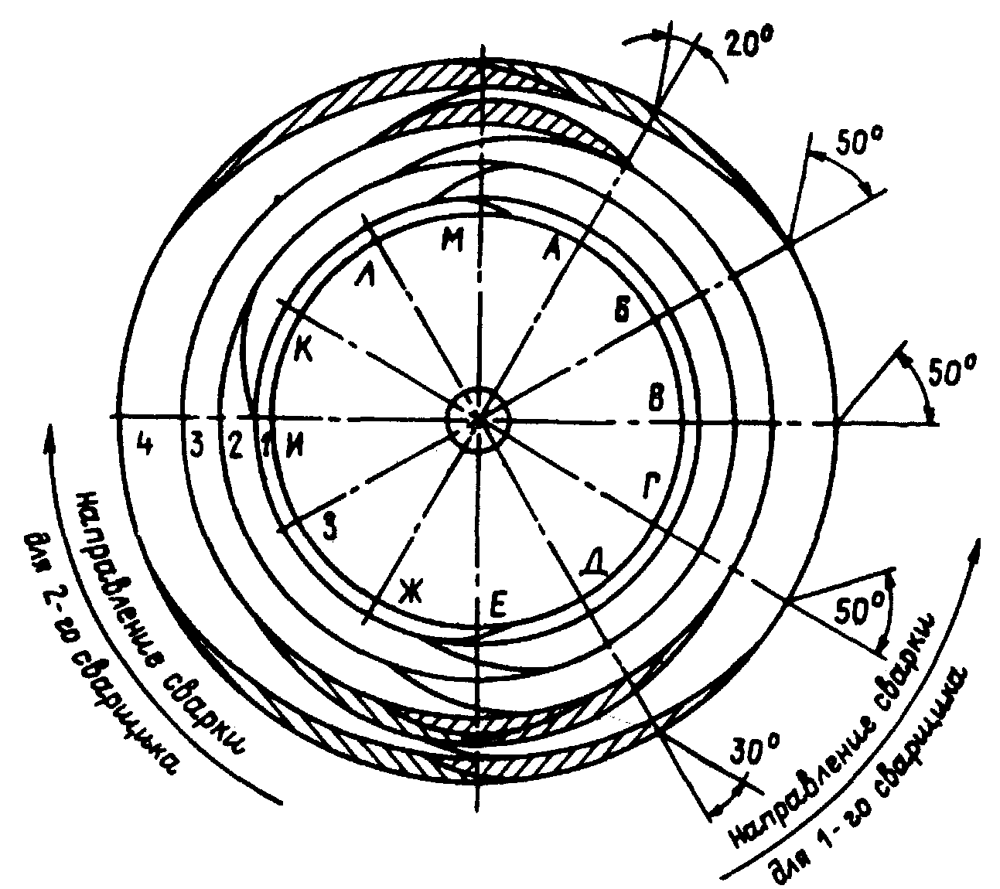 20°
50°
50°
50°
30°
М
А
Б
В
Г
Д
Е
Ж
З
И
К
Л
4
3
2
1
направление сварки
для 2-го сварщика
направление сварки
для 1-го сварщика